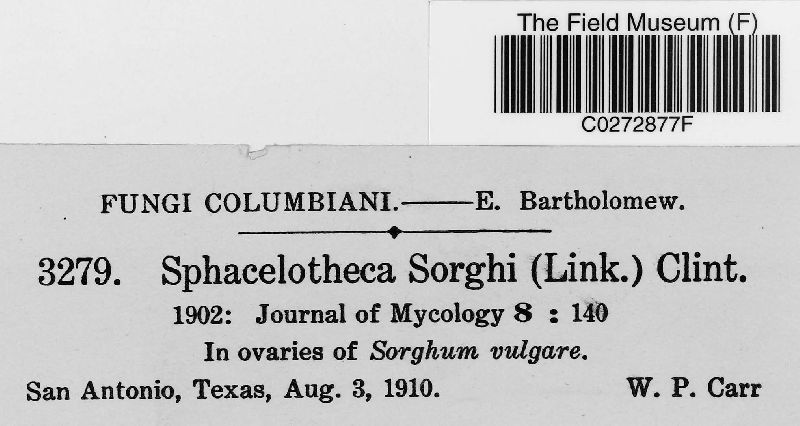 The Field Museum (F)
C0272877F
FUNGI COLUMBIANI.——E. Bartholomew.
3279. Sphacelotheca Sorghi (Link.) Clint.
1902: Journal of Mycology 8 : 140
In ovaries of Sorghum vulgare.
San Antonio, Texas, Aug. 3, 1910. W. P. Carr